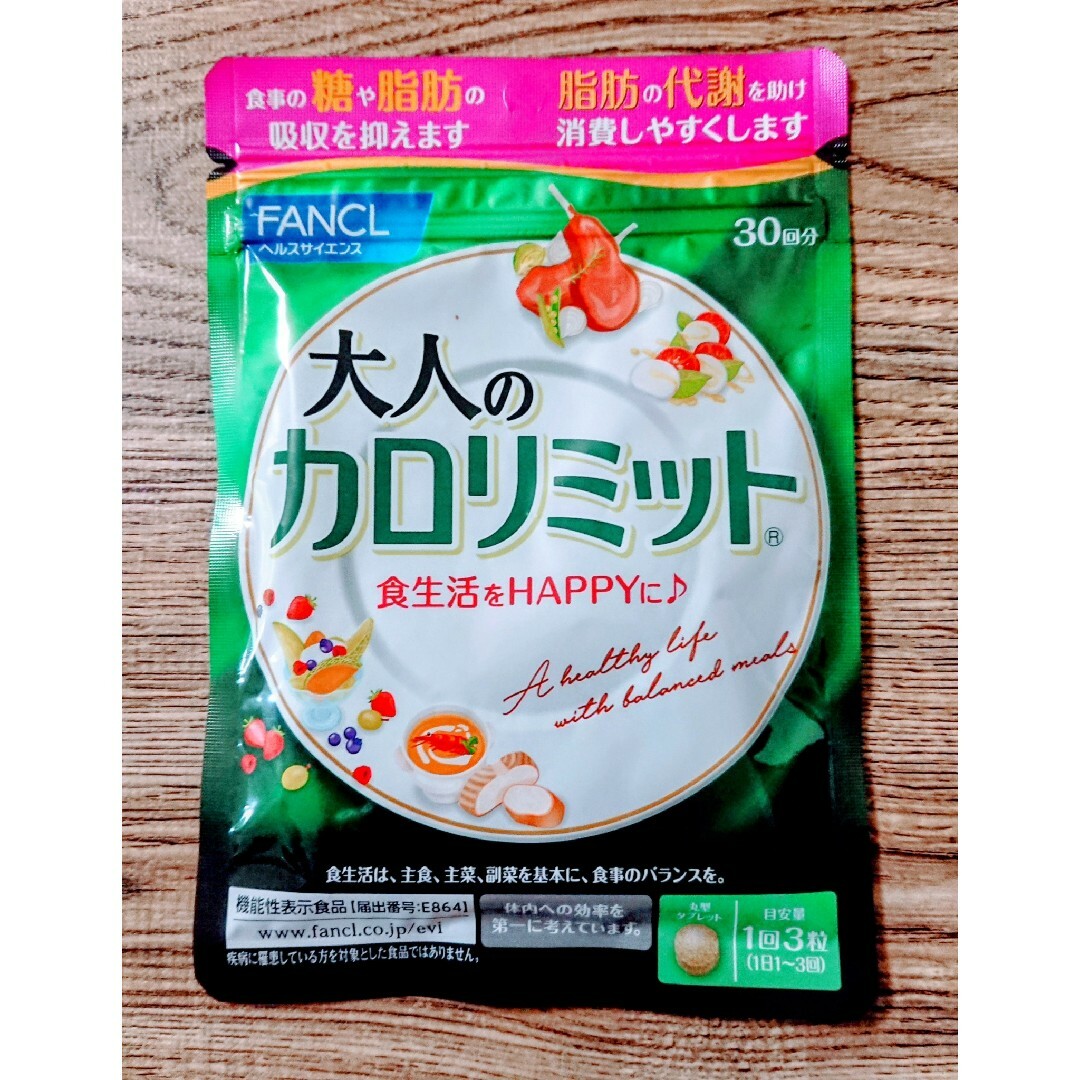 食事の糖や脂肪の
吸収を抑えます
脂肪の代謝を助け
消費しやすくします
FANCL
ヘルスサイエンス
30回分
大人の
カロリミット®
食生活をHAPPYに♪
A healthy life
with balanced meals
食生活は、主食、主菜、副菜を基本に、食事のバランスを。
機能性表示食品【届出番号:E864】
www.fancl.co.jp/evl
疾病に罹患している方を対象とした食品ではありません。
体内への効率を
第一に考えています。
丸型
タブレット
目安量
1回3粒
(1日1~3回)